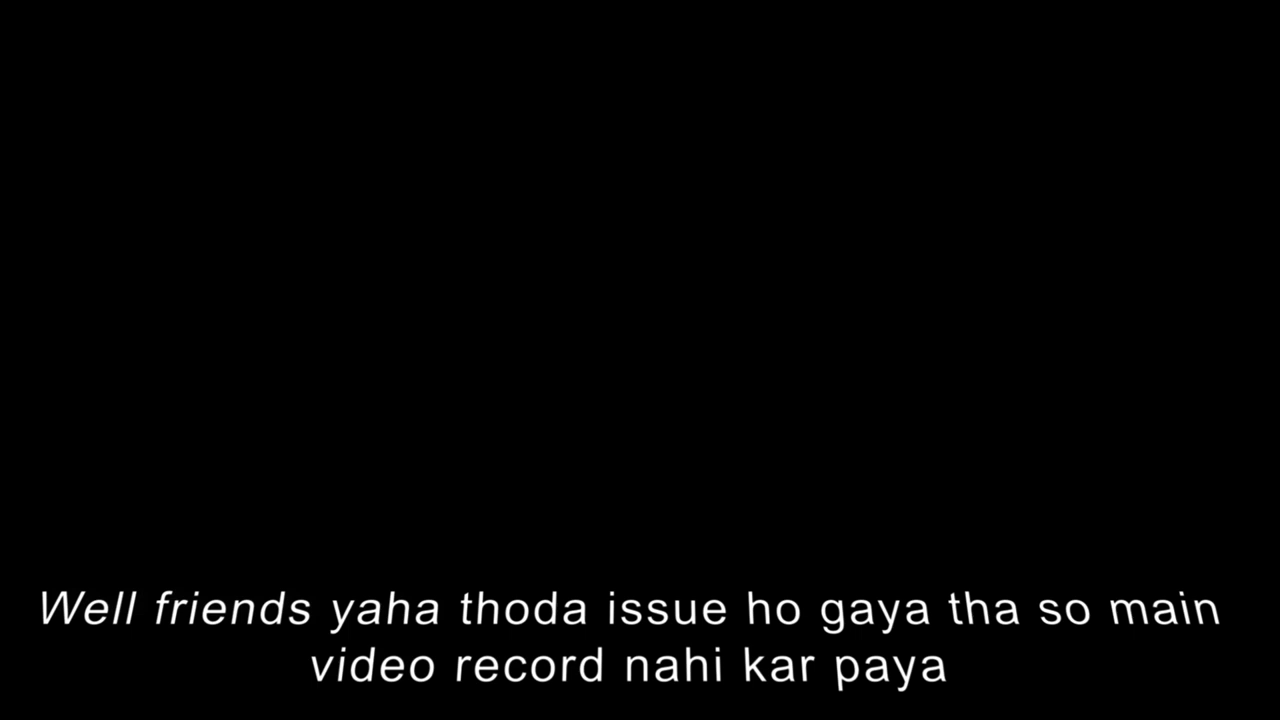 Well friends yaha thoda issue ho gaya tha so main
video record nahi kar paya